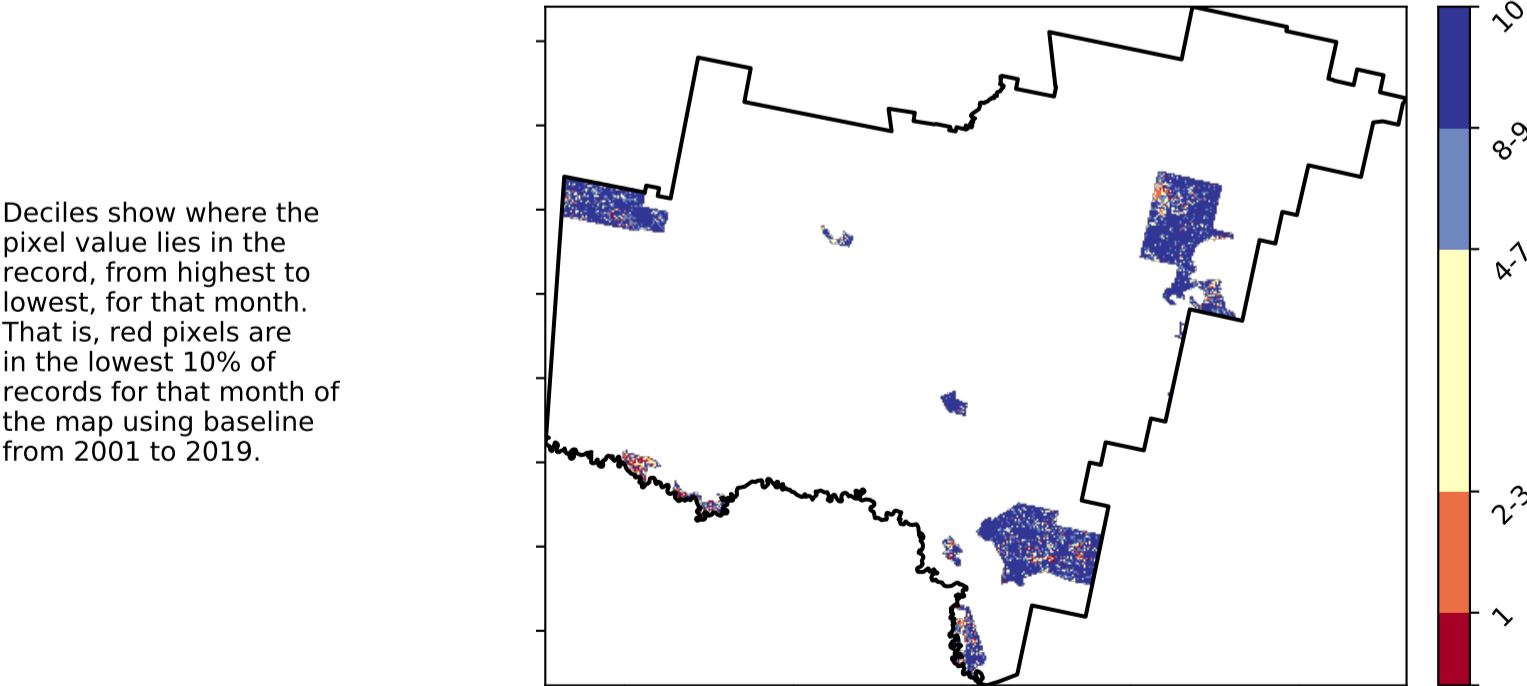 Deciles show where the
pixel value lies in the
record, from highest to
lowest, for that month.
That is, red pixels are
in the lowest 10% of
records for that month of
the map using baseline
from 2001 to 2019.
10
8-9
4-7
2-3
1